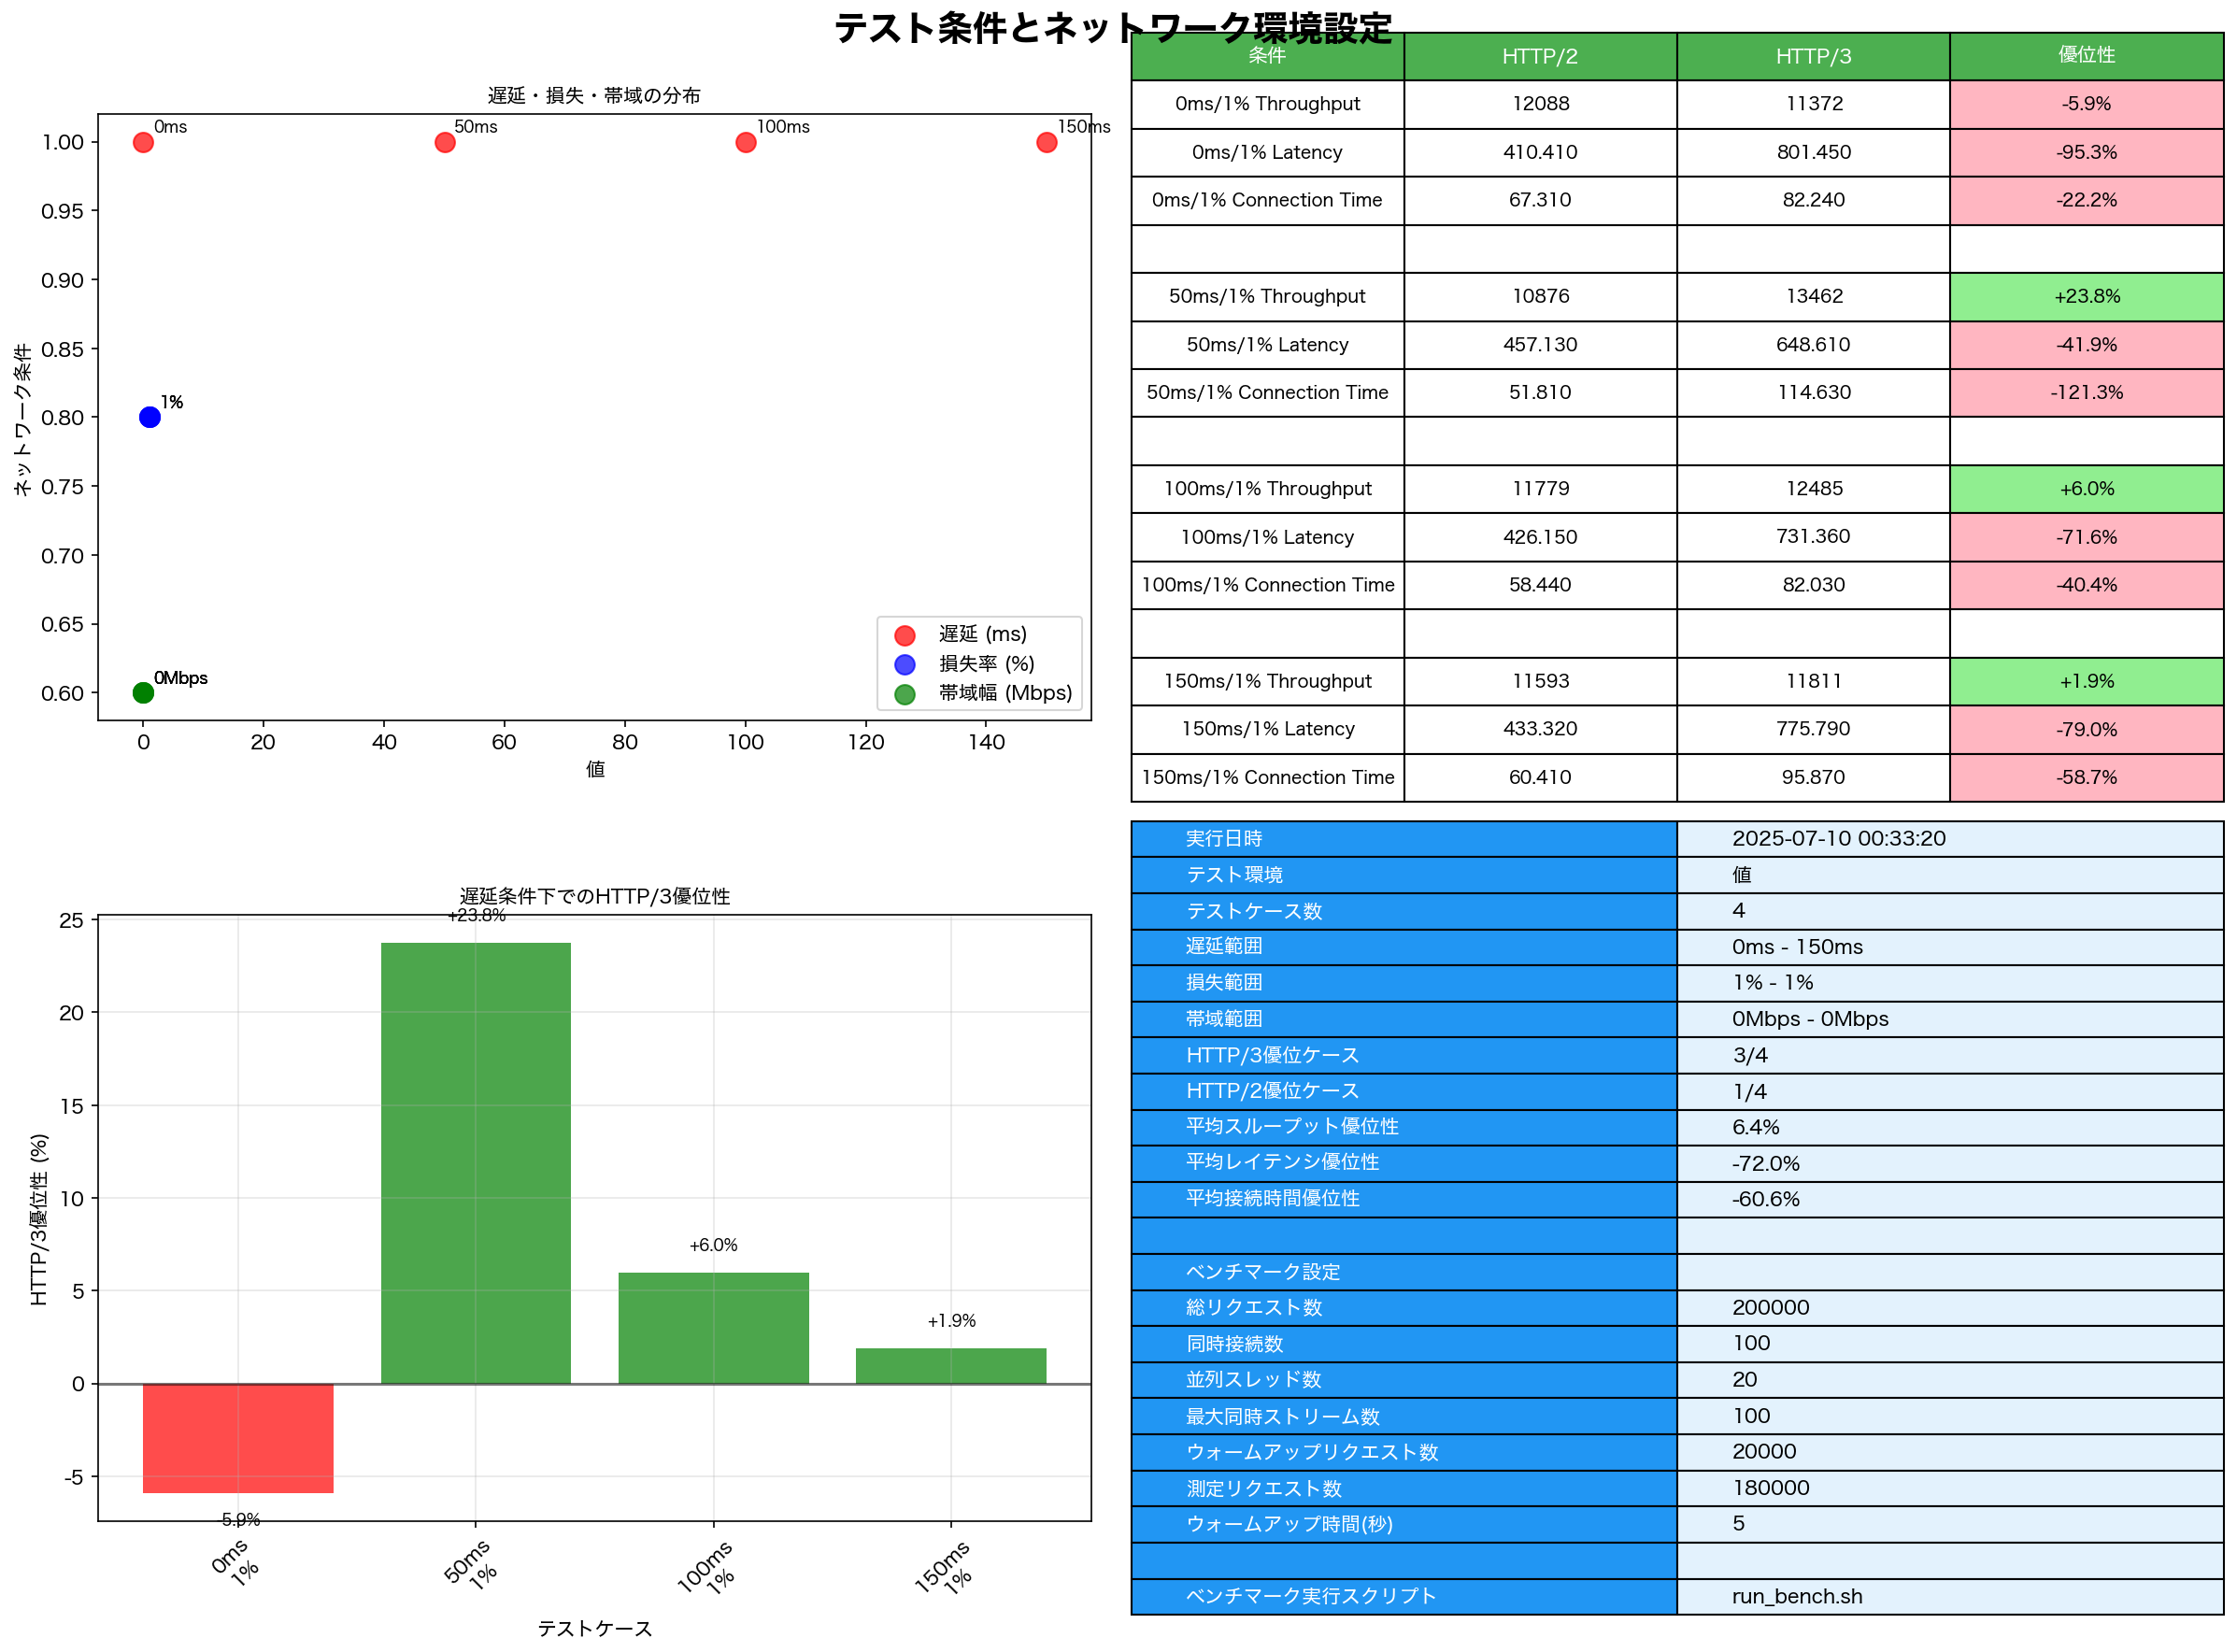 テスト条件とネットワーク環境設定
遅延・損失・帯域の分布
1.00
0.95
0.90
0.85
0.80
0.75
0.70
0.65
0.60
ネットワーク条件
0ms
50ms
100ms
150ms
1%
0Mbps
遅延 (ms)
損失率 (%)
帯域幅 (Mbps)
0 20 40 60 80 100 120 140
値
条件 HTTP/2 HTTP/3 優位性
0ms/1% Throughput 12088 11372 -5.9%
0ms/1% Latency 410.410 801.450 -95.3%
0ms/1% Connection Time 67.310 82.240 -22.2%
50ms/1% Throughput 10876 13462 +23.8%
50ms/1% Latency 457.130 648.610 -41.9%
50ms/1% Connection Time 51.810 114.630 -121.3%
100ms/1% Throughput 11779 12485 +6.0%
100ms/1% Latency 426.150 731.360 -71.6%
100ms/1% Connection Time 58.440 82.030 -40.4%
150ms/1% Throughput 11593 11811 +1.9%
150ms/1% Latency 433.320 775.790 -79.0%
150ms/1% Connection Time 60.410 95.870 -58.7%
遅延条件下でのHTTP/3優位性
25
20
15
10
5
0
-5
HTTP/3優位性 (%)
-5.9%
+23.8%
+6.0%
+1.9%
0ms
1%
50ms
1%
100ms
1%
150ms
1%
テストケース
実行日時 2025-07-10 00:33:20
テスト環境 値
テストケース数 4
遅延範囲 0ms - 150ms
損失範囲 1% - 1%
帯域範囲 0Mbps - 0Mbps
HTTP/3優位ケース 3/4
HTTP/2優位ケース 1/4
平均スループット優位性 6.4%
平均レイテンシ優位性 -72.0%
平均接続時間優位性 -60.6%
ベンチマーク設定
総リクエスト数 200000
同時接続数 100
並列スレッド数 20
最大同時ストリーム数 100
ウォームアップリクエスト数 20000
測定リクエスト数 180000
ウォームアップ時間(秒) 5
ベンチマーク実行スクリプト run_bench.sh